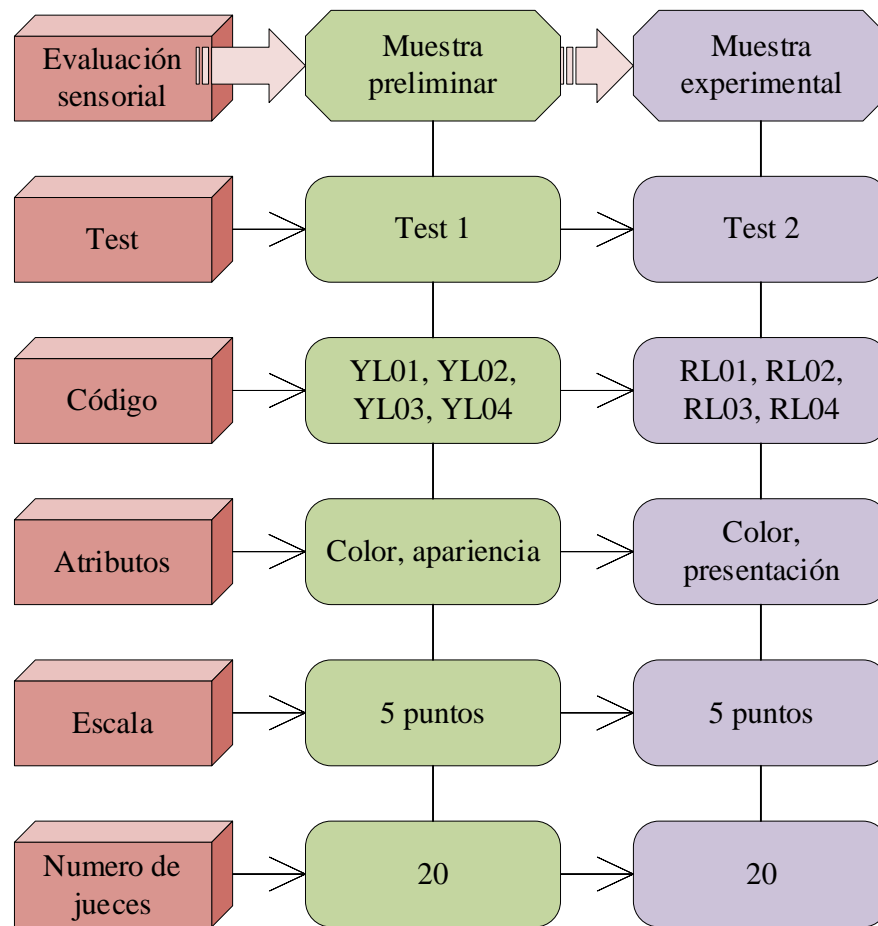 Evaluación
sensorial
Muestra
preliminar
Muestra
experimental
Test
Test 1
Test 2
Código
YL01, YL02,
YL03, YL04
RL01, RL02,
RL03, RL04
Atributos
Color, apariencia
Color,
presentación
Escala
5 puntos
5 puntos
Numero de
jueces
20
20